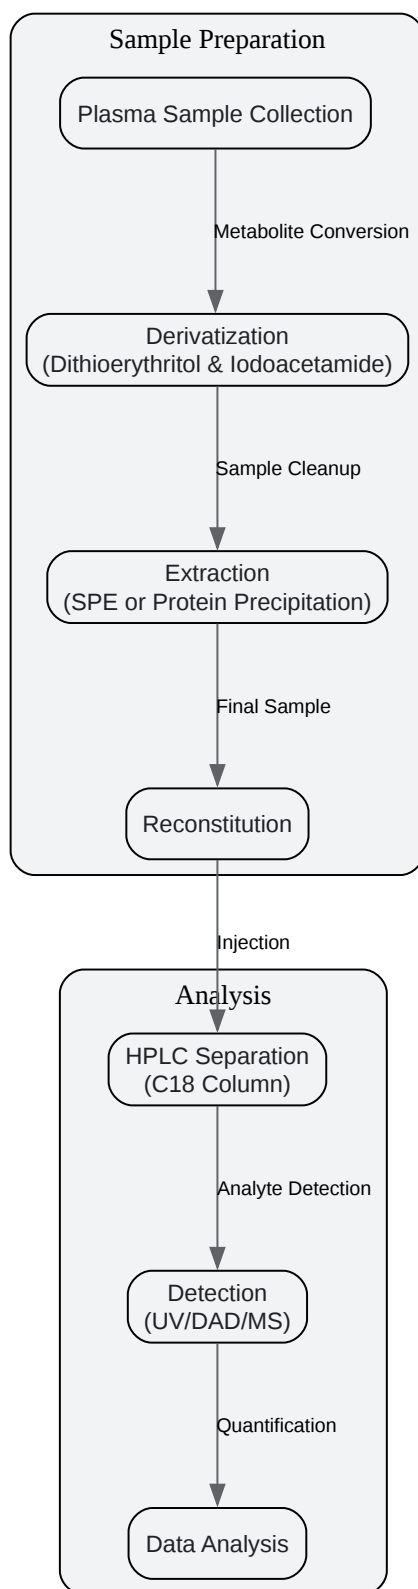 Sample Preparation
Plasma Sample Collection
Metabolite Conversion
Derivatization
(Dithioerythritol & Iodoacetamide)
Sample Cleanup
Extraction
(SPE or Protein Precipitation)
Final Sample
Reconstitution
Injection
Analysis
HPLC Separation
(C18 Column)
Analyte Detection
Detection
(UV/DAD/MS)
Quantification
Data Analysis